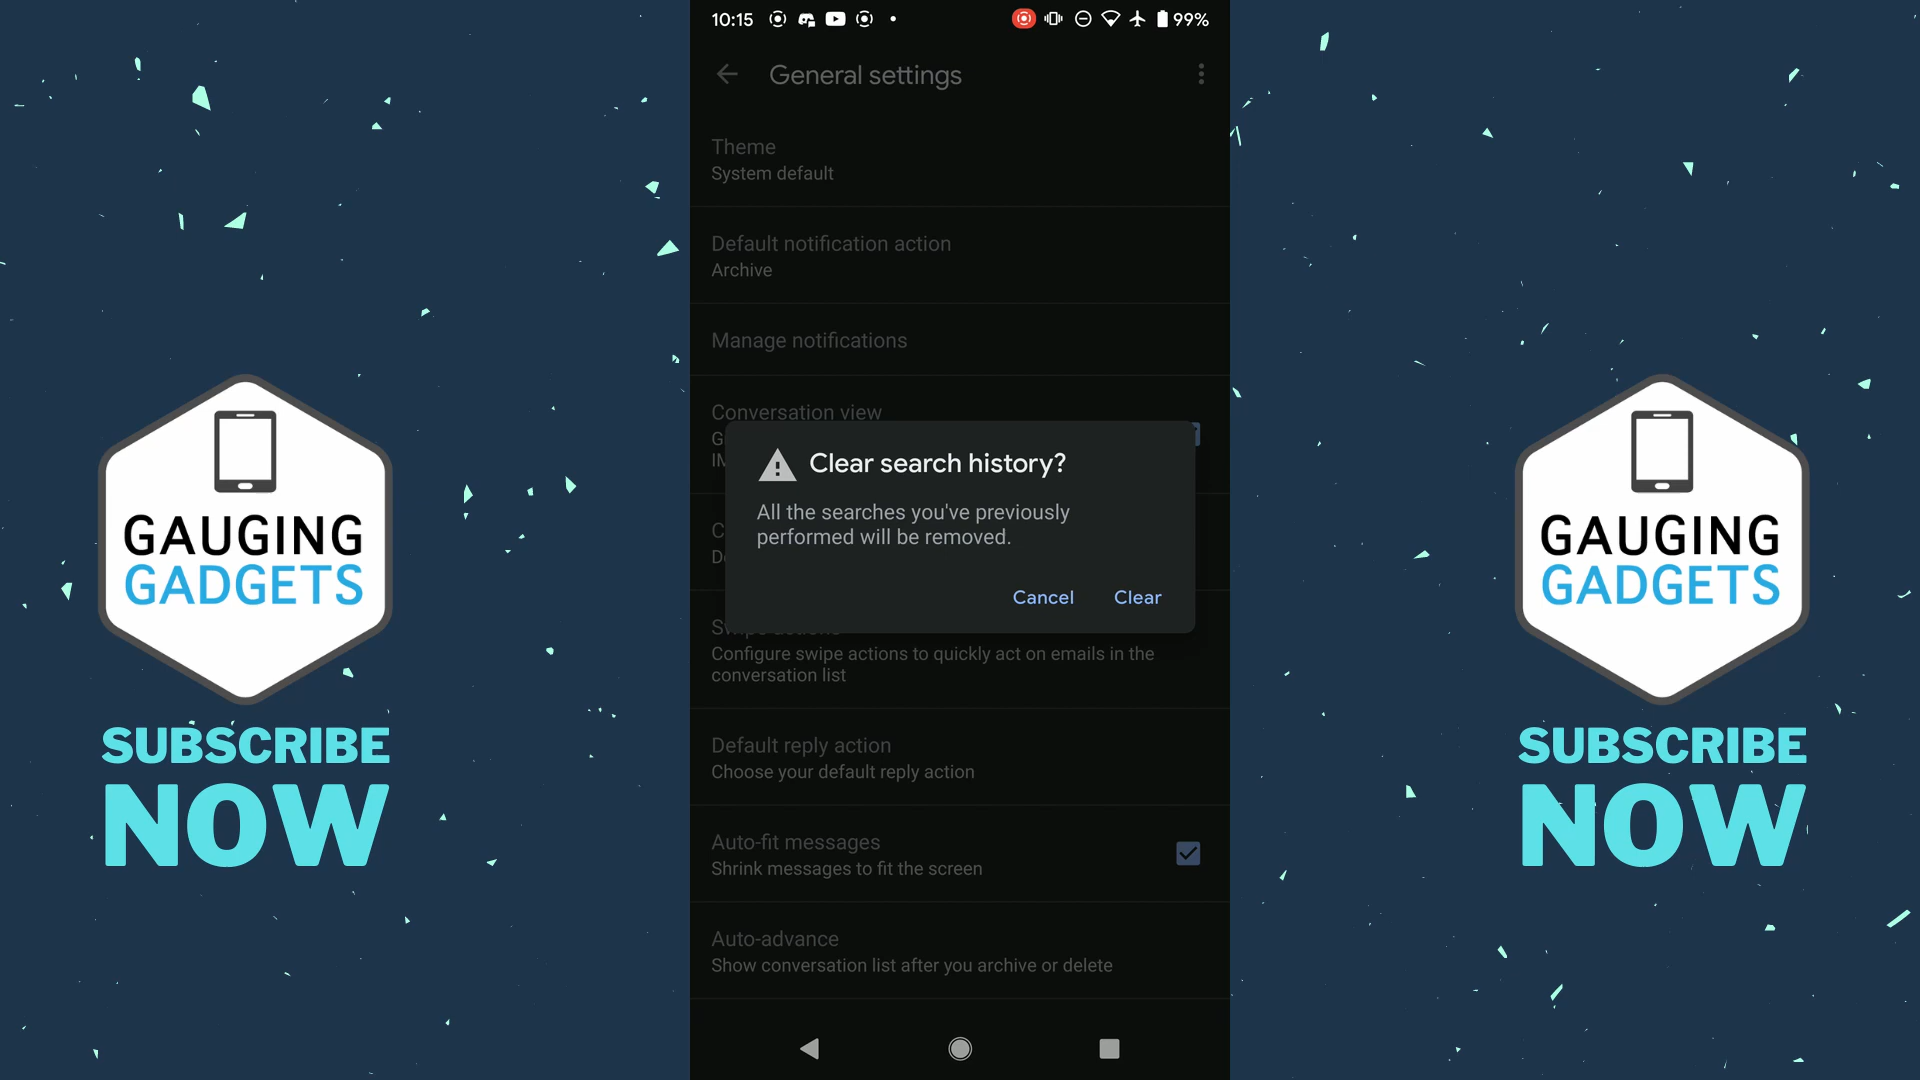 10:15
99%
General settings
Theme
System default
Default notification action
Archive
Manage notifications
Conversation view
G
IM
Clear search history?
All the searches you've previously
performed will be removed.
Cancel
Clear
C
De
Swipe actions
Configure swipe actions to quickly act on emails in the
conversation list
Default reply action
Choose your default reply action
Auto-fit messages
Shrink messages to fit the screen
Auto-advance
Show conversation list after you archive or delete
GAUGING
GADGETS
SUBSCRIBE
NOW
GAUGING
GADGETS
SUBSCRIBE
NOW